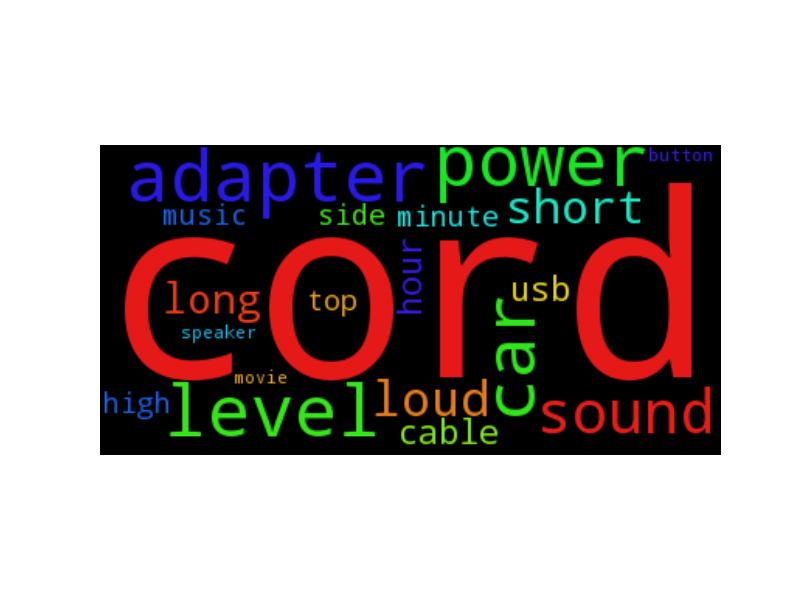 adapter
power
button
music
side
minute
short
cord
hour
long
top
usb
car
speaker
movie
high
level
loud
sound
cable